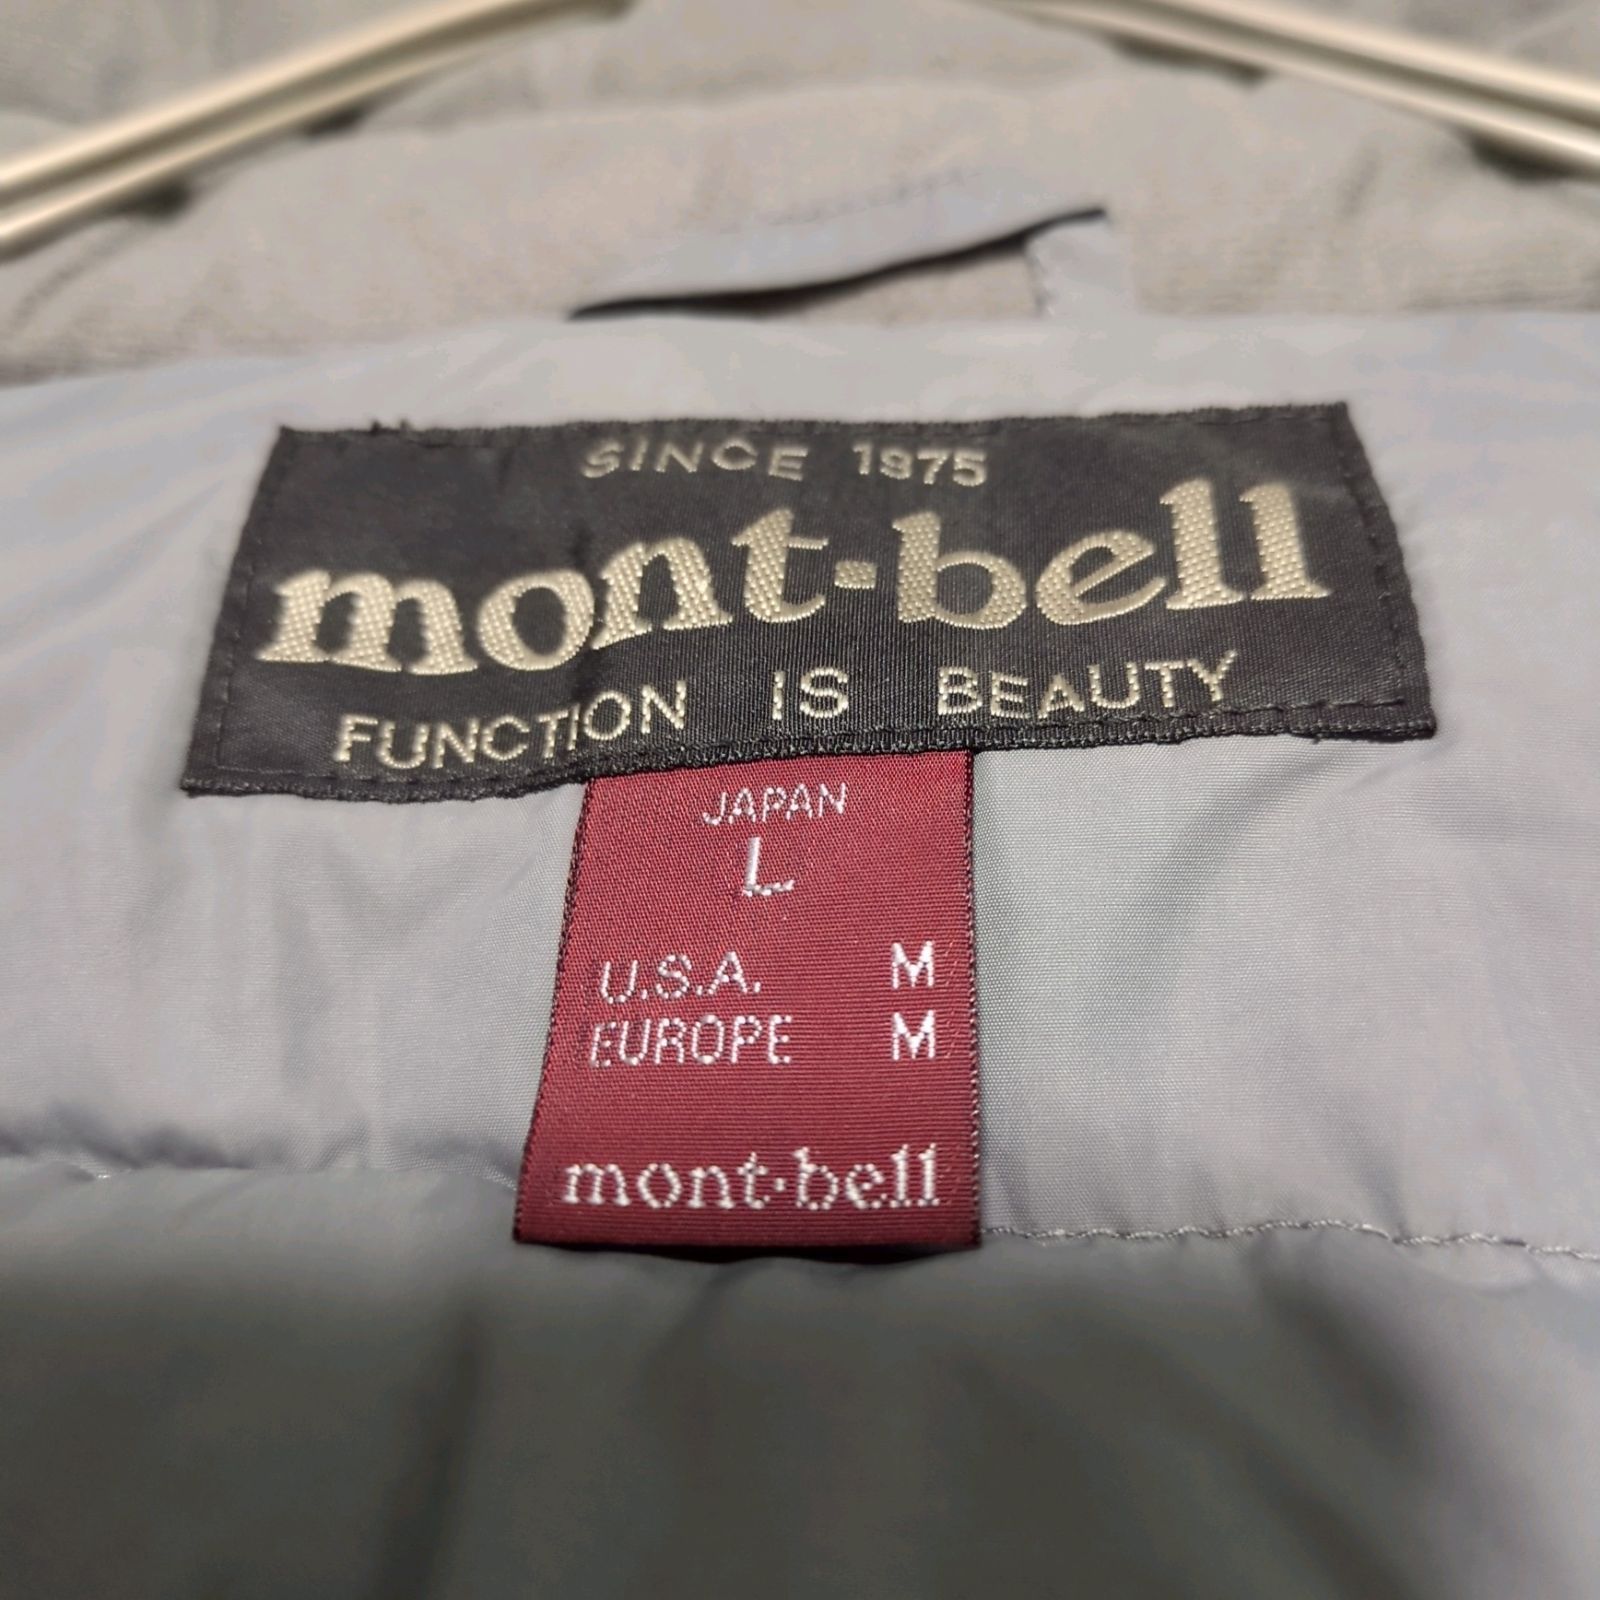 SINCE 1975
mont-bell
FUNCTION IS BEAUTY
JAPAN
L
U.S.A. M
EUROPE M
mont-bell